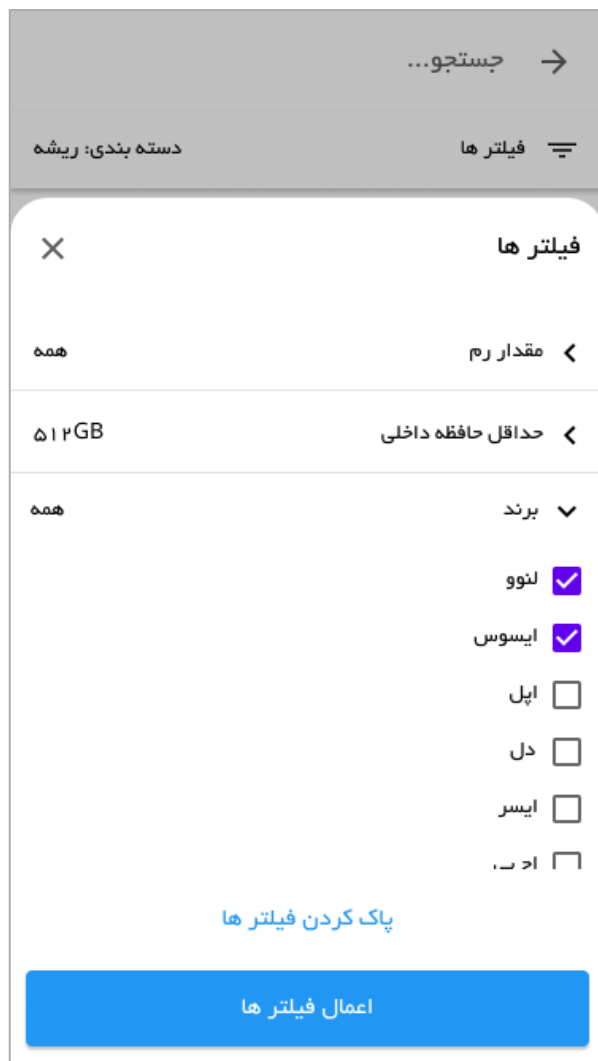 جستجو...
فیلتر ها
دسته بندی: ریشه
فیلتر ها
مقدار رم
همه
حداقل حافظه داخلی
۵۱۲GB
برند
همه
لنوو
ایسوس
اپل
دل
ایسر
پاک کردن فیلتر ها
اعمال فیلتر ها